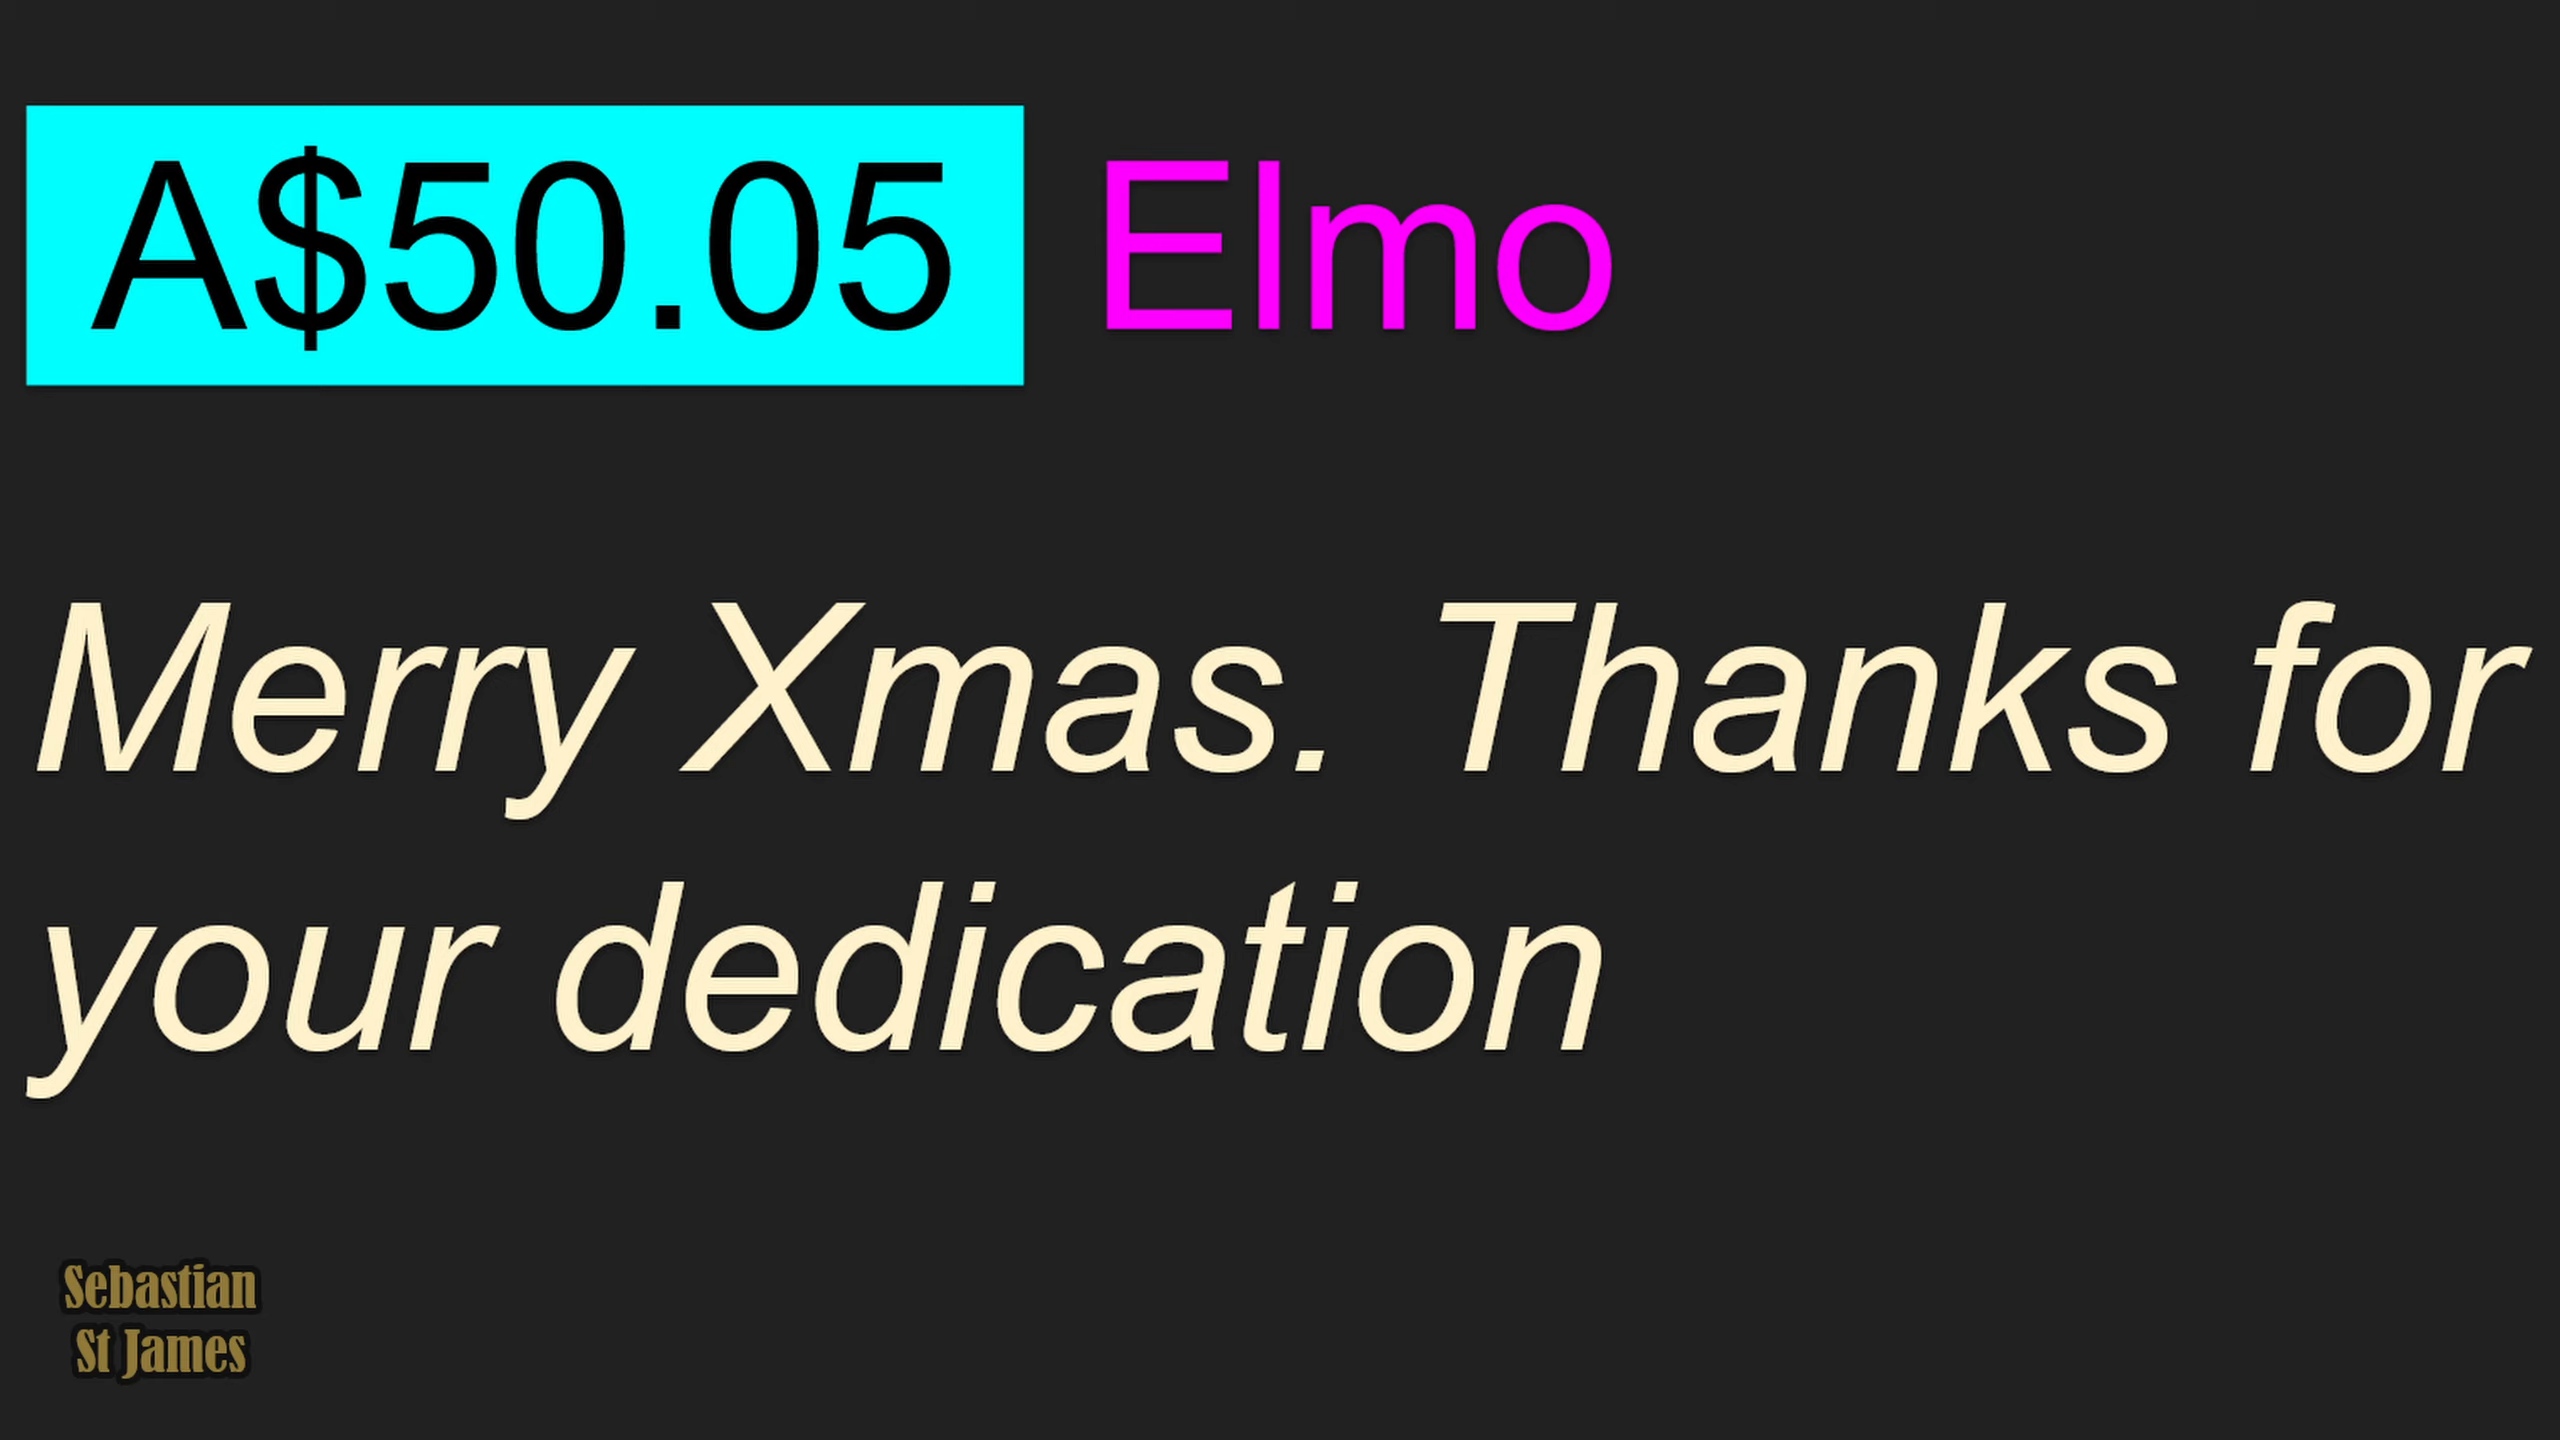 A$50.05 Elmo
Merry Xmas. Thanks for
your dedication
Sebastian
St James